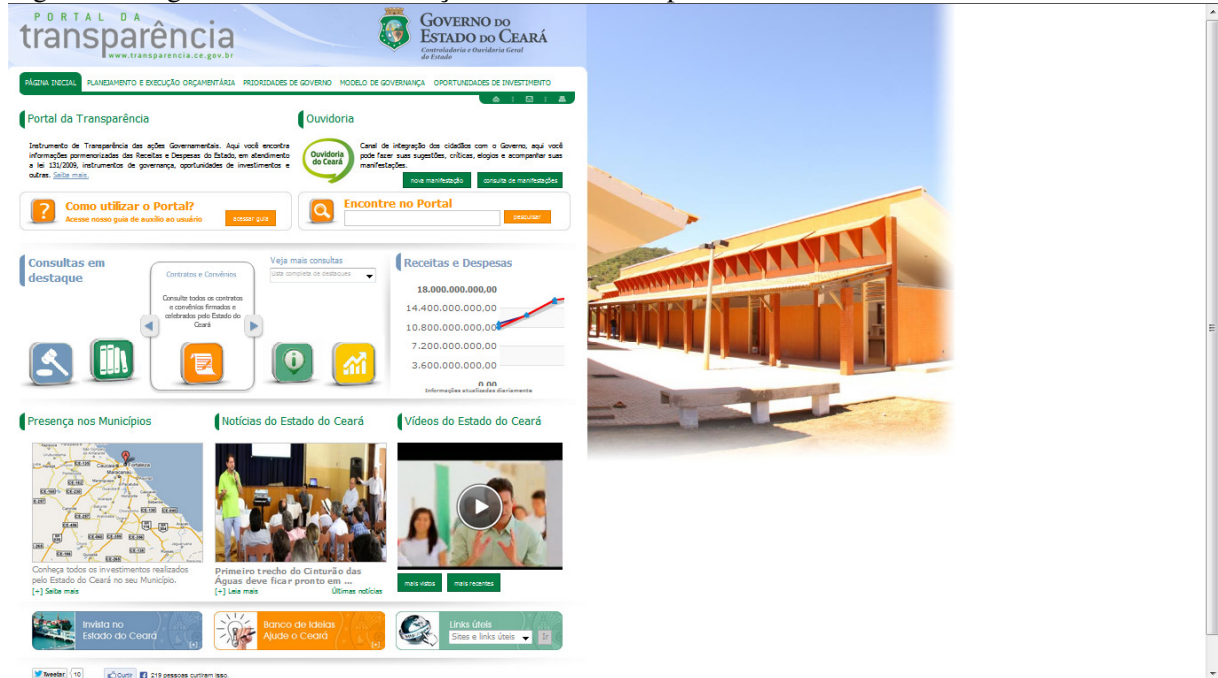 PORTAL DA
transparência
www.transparencia.ce.gov.br
GOVERNO DO
ESTADO DO CEARÁ
Controladoria e Ouvidoria Geral
do Estado
PÁGINA INICIAL PLANEJAMENTO E EXECUÇÃO ORÇAMENTÁRIA PRIORIDADES DE GOVERNO MODELO DE GOVERNANÇA OPORTUNIDADES DE INVESTIMENTO
Portal da Transparência
Instrumento de Transparência das ações Governamentais. Aqui você encontra
informações pormenorizadas das Receitas e Despesas do Estado, em atendimento
a lei 131/2009, instrumentos de governança, oportunidades de investimentos e
outras. Saiba mais.
Ouvidoria
Ouvidoria
do Ceará
Canal de integração dos cidadãos com o Governo, aqui você
pode fazer suas sugestões, críticas, elogios e acompanhar suas
manifestações.
nova manifestação consulta de manifestações
Como utilizar o Portal?
Acesse nosso guia de auxílio ao usuário
acessar guia
Encontre no Portal
pesquisar
Consultas em
destaque
Contratos e Convênios
Consulte todos os contratos
e convênios firmados e
celebrados pelo Estado do
Ceará
Veja mais consultas
Lista completa de destaques
Receitas e Despesas
18.000.000.000,00
14.400.000.000,00
10.800.000.000,00
7.200.000.000,00
3.600.000.000,00
0,00
Informações atualizadas diariamente
Presença nos Municípios
Fortaleza
Caucaia
Maracanaú
Conheça todos os investimentos realizados
pelo Estado do Ceará no seu Município.
[+] Saiba mais
Notícias do Estado do Ceará
Primeiro trecho do Cinturão das
Águas deve ficar pronto em ...
[+] Leia mais Últimas notícias
Vídeos do Estado do Ceará
mais vistos mais recentes
Invista no
Estado do Ceará
[+]
Banco de Ideias
Ajude o Ceará
[+]
Links úteis
Sites e links úteis Ir
Tweetar 10 Curtir 219 pessoas curtiram isso.